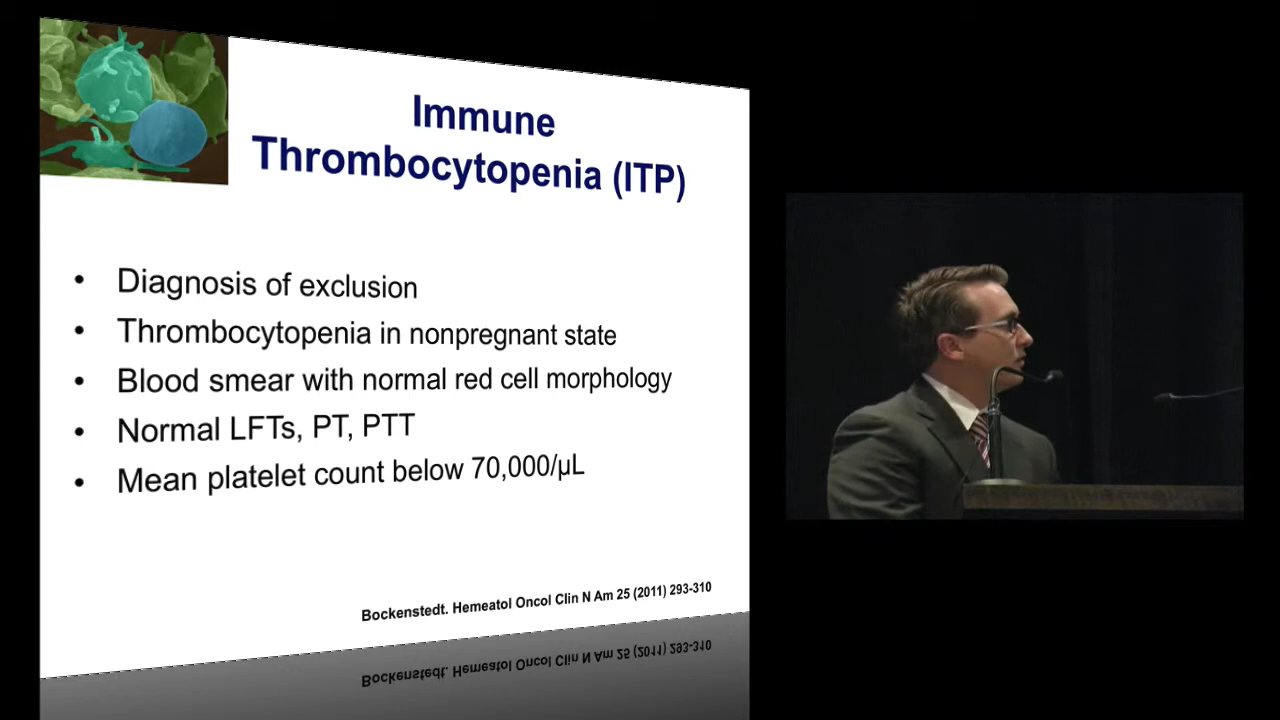 Immune
Thrombocytopenia (ITP)
• Diagnosis of exclusion
• Thrombocytopenia in nonpregnant state
• Blood smear with normal red cell morphology
• Normal LFTs, PT, PTT
• Mean platelet count below 70,000/µL
Bockenstedt. Hemeatol Oncol Clin N Am 25 (2011) 293-310